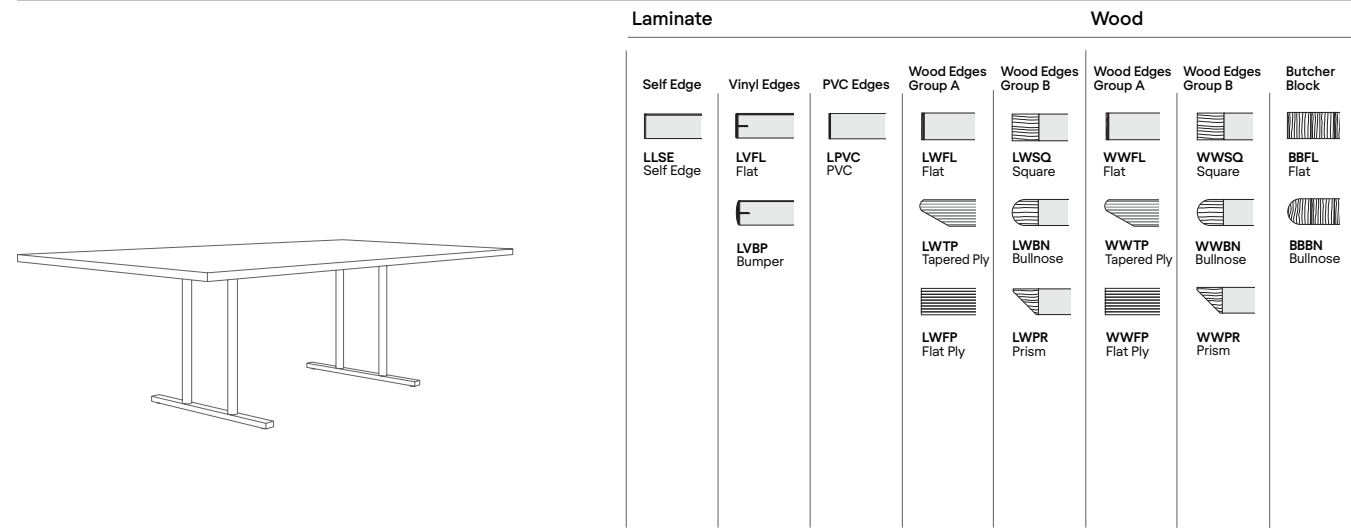 Laminate
Wood
Self Edge
Vinyl Edges
PVC Edges
Wood Edges
Group A
Wood Edges
Group B
Wood Edges
Group A
Wood Edges
Group B
Butcher
Block
LLSE
Self Edge
LVFL
Flat
LPVC
PVC
LWFL
Flat
LWSQ
Square
WWFL
Flat
WWSQ
Square
BBFL
Flat
LVBP
Bumper
LWTP
Tapered Ply
LWBN
Bullnose
WWTP
Tapered Ply
WWBN
Bullnose
BBBN
Bullnose
LWFP
Flat Ply
LWPR
Prism
WWFP
Flat Ply
WWPR
Prism